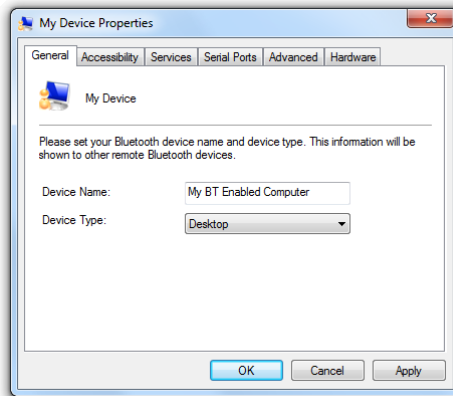 My Device Properties
General Accessibility Services Serial Ports Advanced Hardware
My Device
Please set your Bluetooth device name and device type. This information will be
shown to other remote Bluetooth devices.
Device Name: My BT Enabled Computer
Device Type: Desktop
OK Cancel Apply